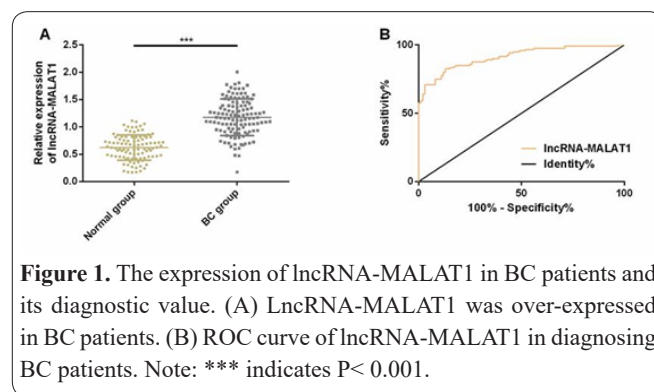 A
***
Relative expression
of lncRNA-MALAT1
2.5
2.0
1.5
1.0
0.5
0.0
Normal group
BC group
B
Sensitivity%
100
50
0
lncRNA-MALAT1
Identity%
0
50
100
100% - Specificity%
Figure 1. The expression of lncRNA-MALAT1 in BC patients and
its diagnostic value. (A) LncRNA-MALAT1 was over-expressed
in BC patients. (B) ROC curve of lncRNA-MALAT1 in diagnosing
BC patients. Note: *** indicates P< 0.001.